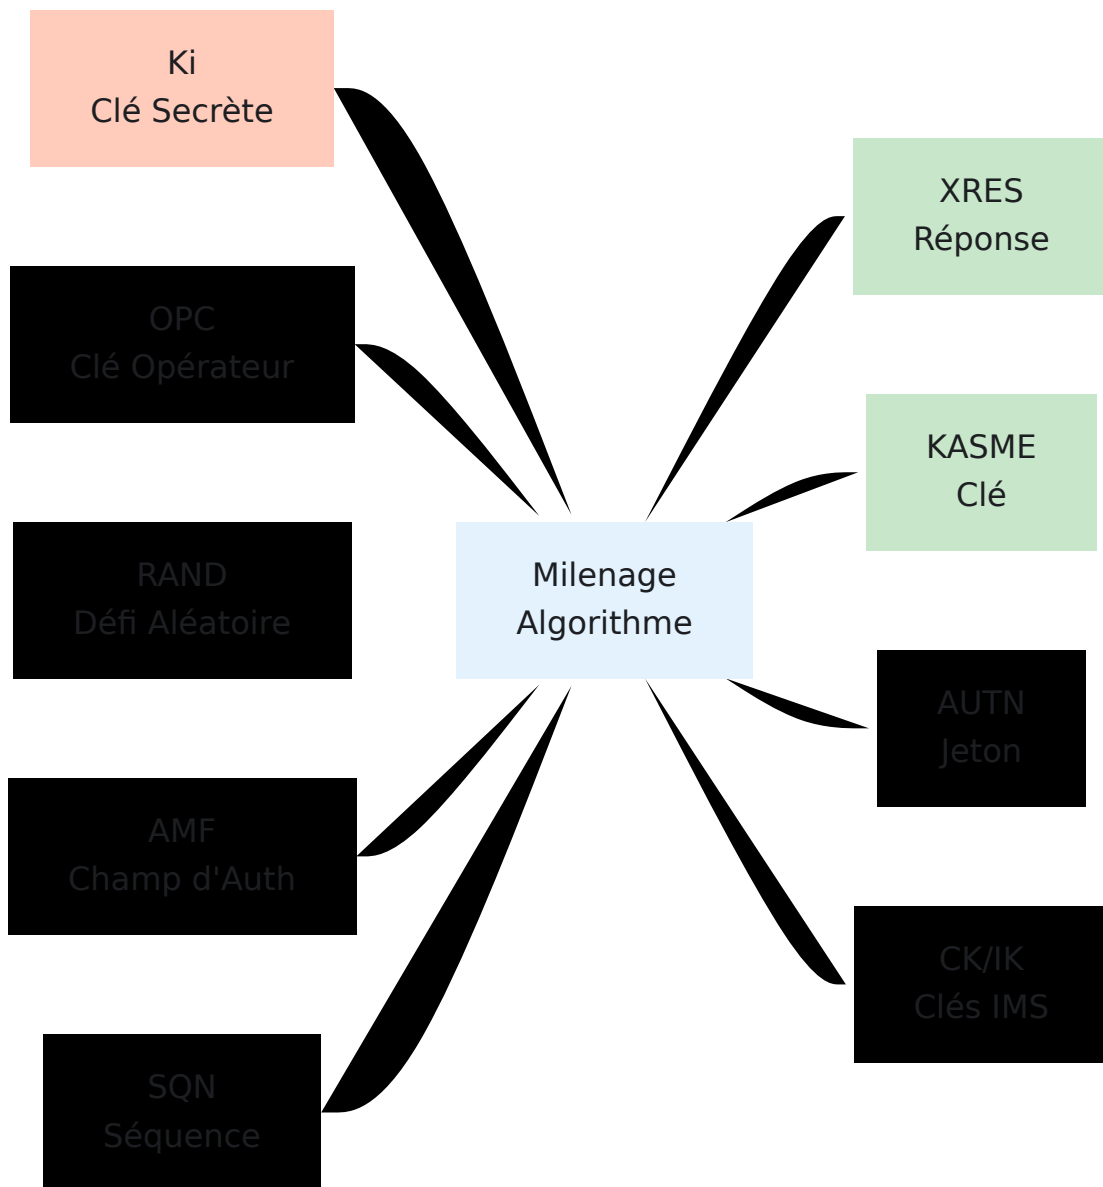 Ki
Clé Secrète
OPC
Clé Opérateur
RAND
Défi Aléatoire
AMF
Champ d'Auth
SQN
Séquence
Milenage
Algorithme
XRES
Réponse
KASME
Clé
AUTN
Jeton
CK/IK
Clés IMS